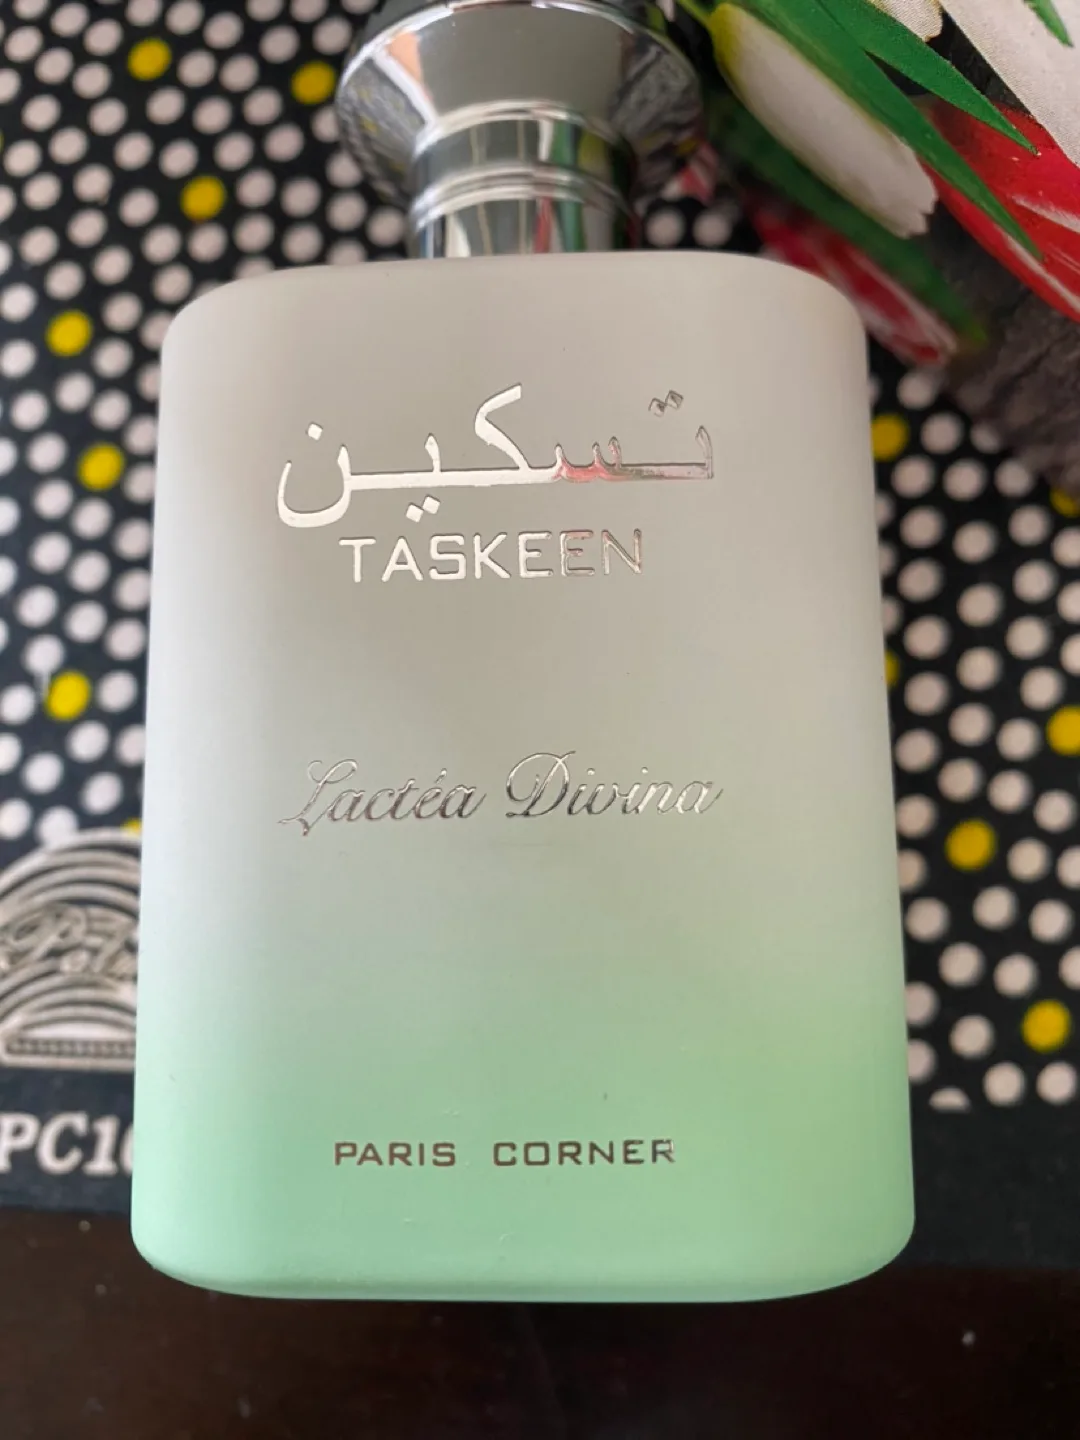 تسكين
TASKEEN
Lactéa Divina
PARIS CORNER